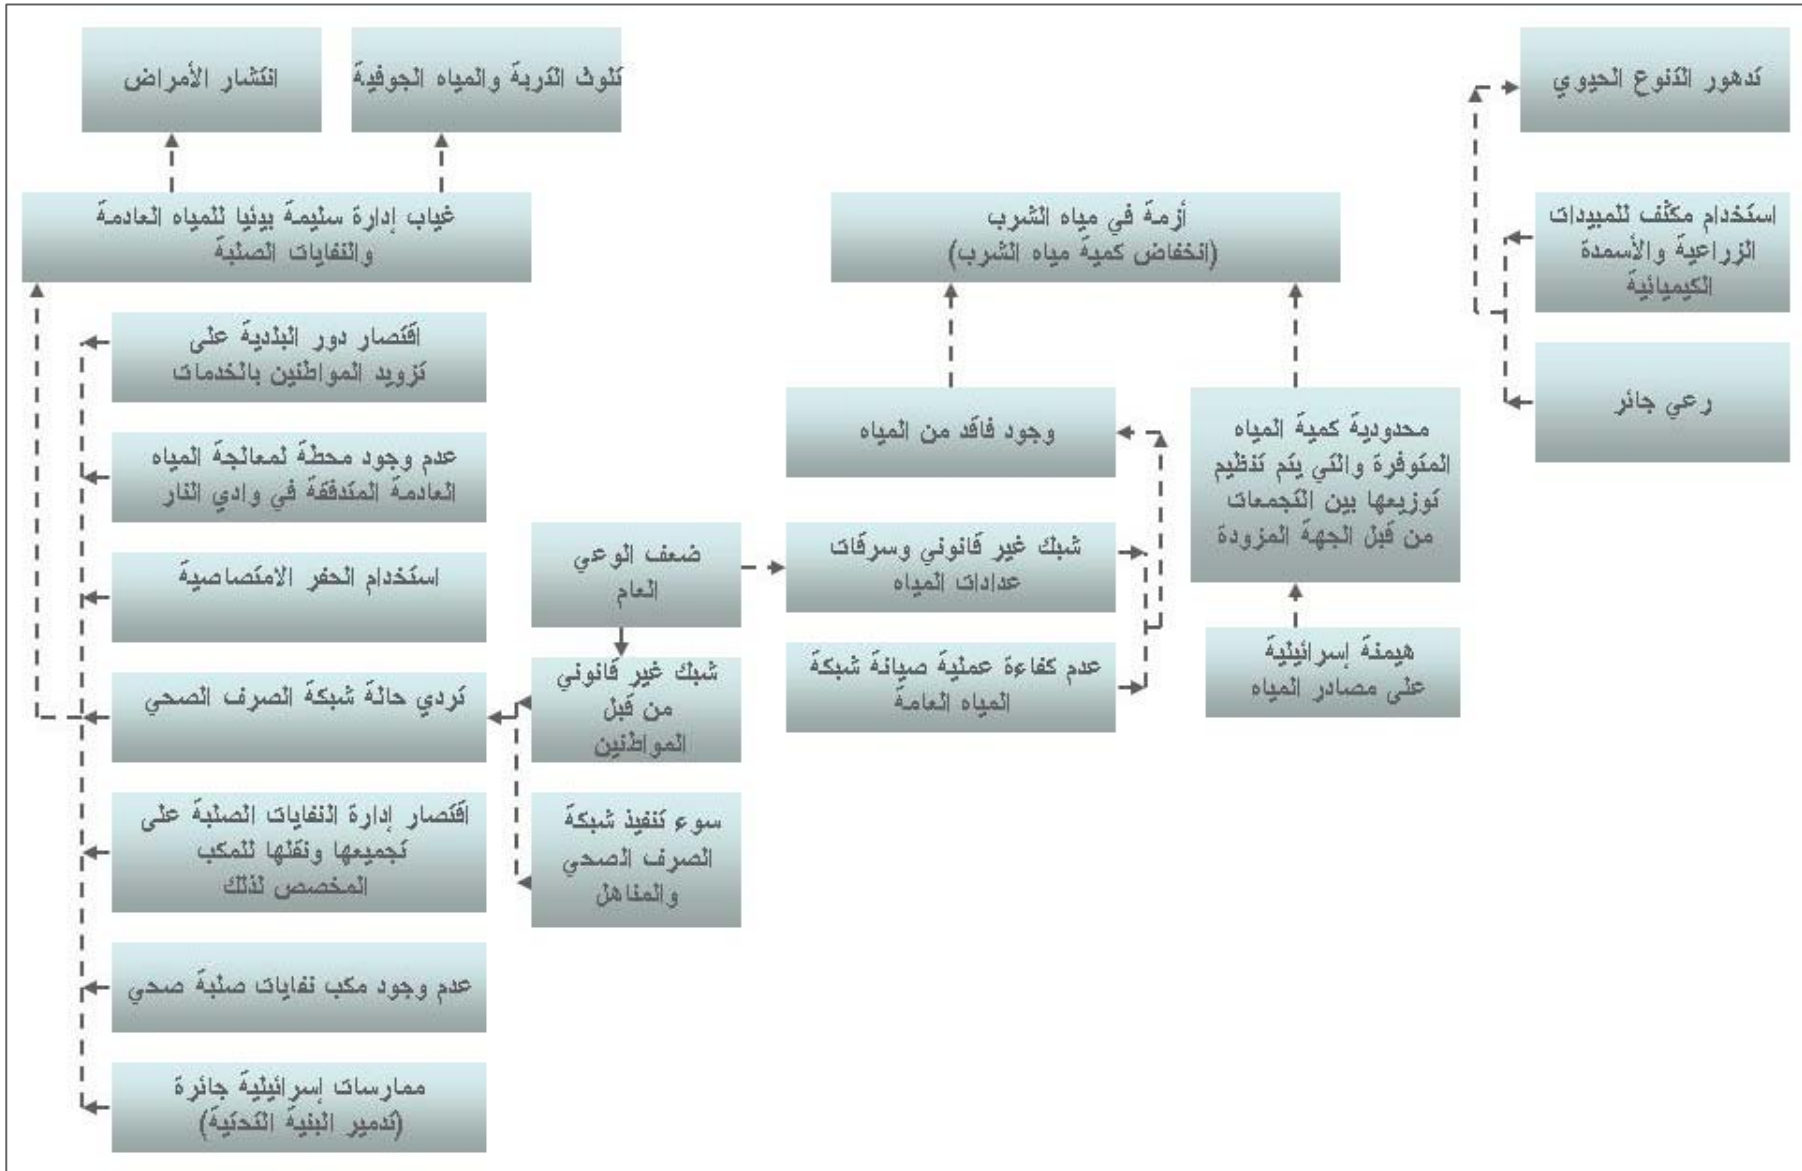 انتشار الأمراض
تلوث التربة والمياه الجوفية
غياب إدارة سليمة بيئيا للمياه العادمة
والنفايات الصلبة
اقتصار دور البلدية على
تزويد المواطنين بالخدمات
عدم وجود محطة لمعالجة المياه
العادمة المتدفقة في وادي النار
استخدام الحفر الامتصاصية
تردي حالة شبكة الصرف الصحي
اقتصار إدارة النفايات الصلبة على
تجميعها ونقلها للمكب
المخصص لذلك
عدم وجود مكب نفايات صلبة صحي
ممارسات إسرائيلية جائرة
(تدمير البنية التحتية)
ضعف الوعي
العام
شبك غير قانوني
من قبل
المواطنين
سوء تنفيذ شبكة
الصرف الصحي
والمناهل
أزمة في مياه الشرب
(انخفاض كمية مياه الشرب)
وجود فاقد من المياه
شبك غير قانوني وسرقات
عدادات المياه
عدم كفاءة عملية صيانة شبكة
المياه العامة
محدودية كمية المياه
المتوفرة والتي يتم تنظيم
توزيعها بين التجمعات
من قبل الجهة المزودة
هيمنة إسرائيلية
على مصادر المياه
تدهور التنوع الحيوي
استخدام مكثف للمبيدات
الزراعية والأسمدة
الكيميائية
رعي جائر